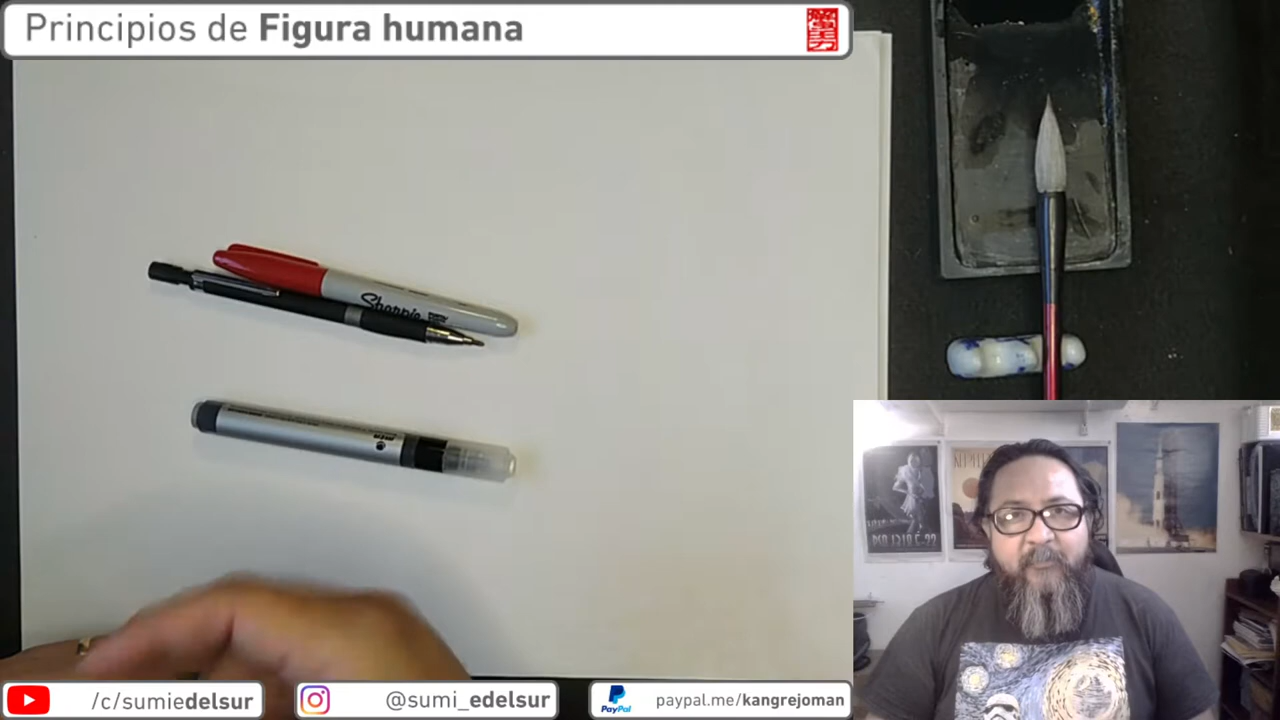 Principios de Figura humana
Sharpie
/c/sumiedelsur
@sumi_edelsur
PayPal
paypal.me/kangrejoman